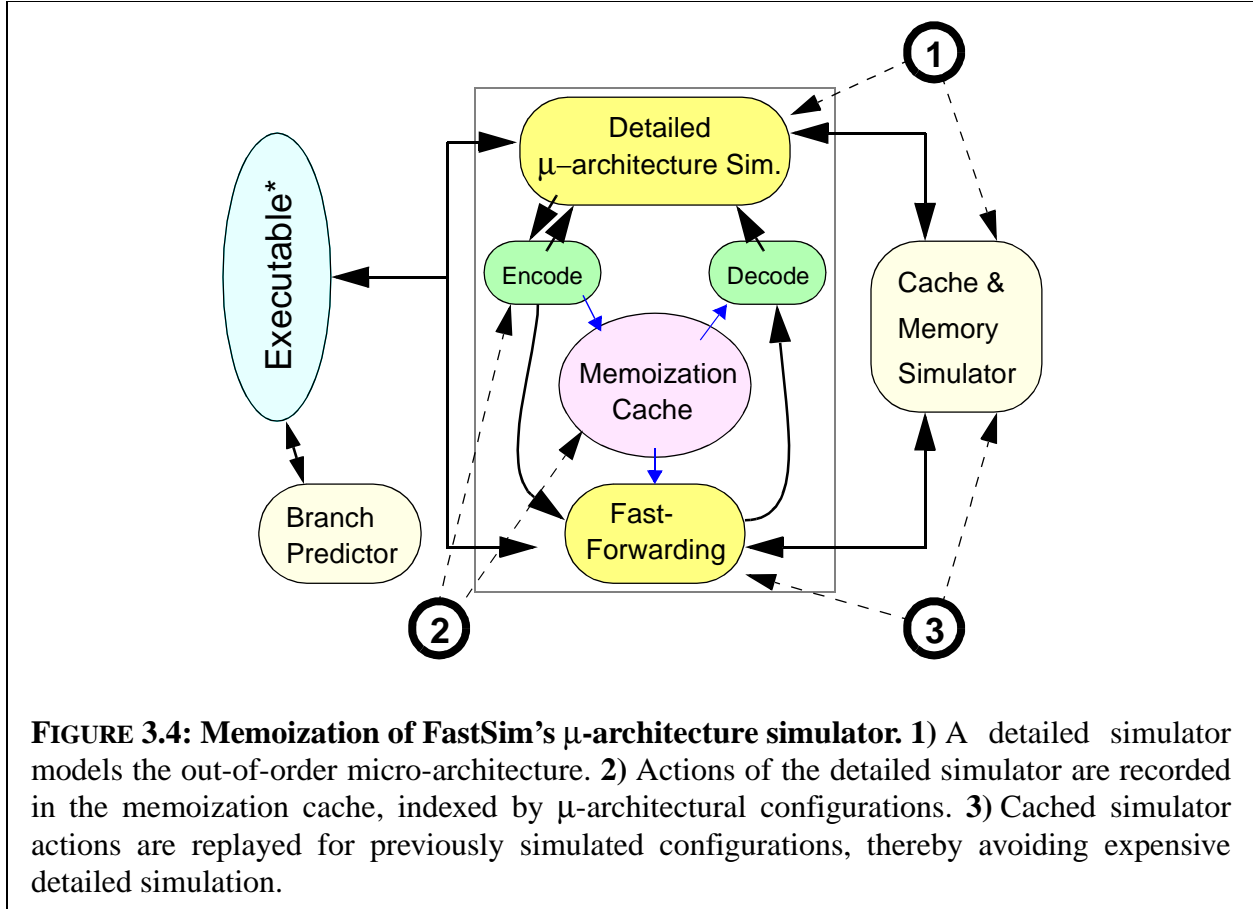 1
Detailed
μ–architecture Sim.
Executable*
Encode
Decode
Cache &
Memory
Simulator
Memoization
Cache
Branch
Predictor
Fast-
Forwarding
2
3
FIGURE 3.4: Memoization of FastSim's μ-architecture simulator. 1) A detailed simulator
models the out-of-order micro-architecture. 2) Actions of the detailed simulator are recorded
in the memoization cache, indexed by μ-architectural configurations. 3) Cached simulator
actions are replayed for previously simulated configurations, thereby avoiding expensive
detailed simulation.